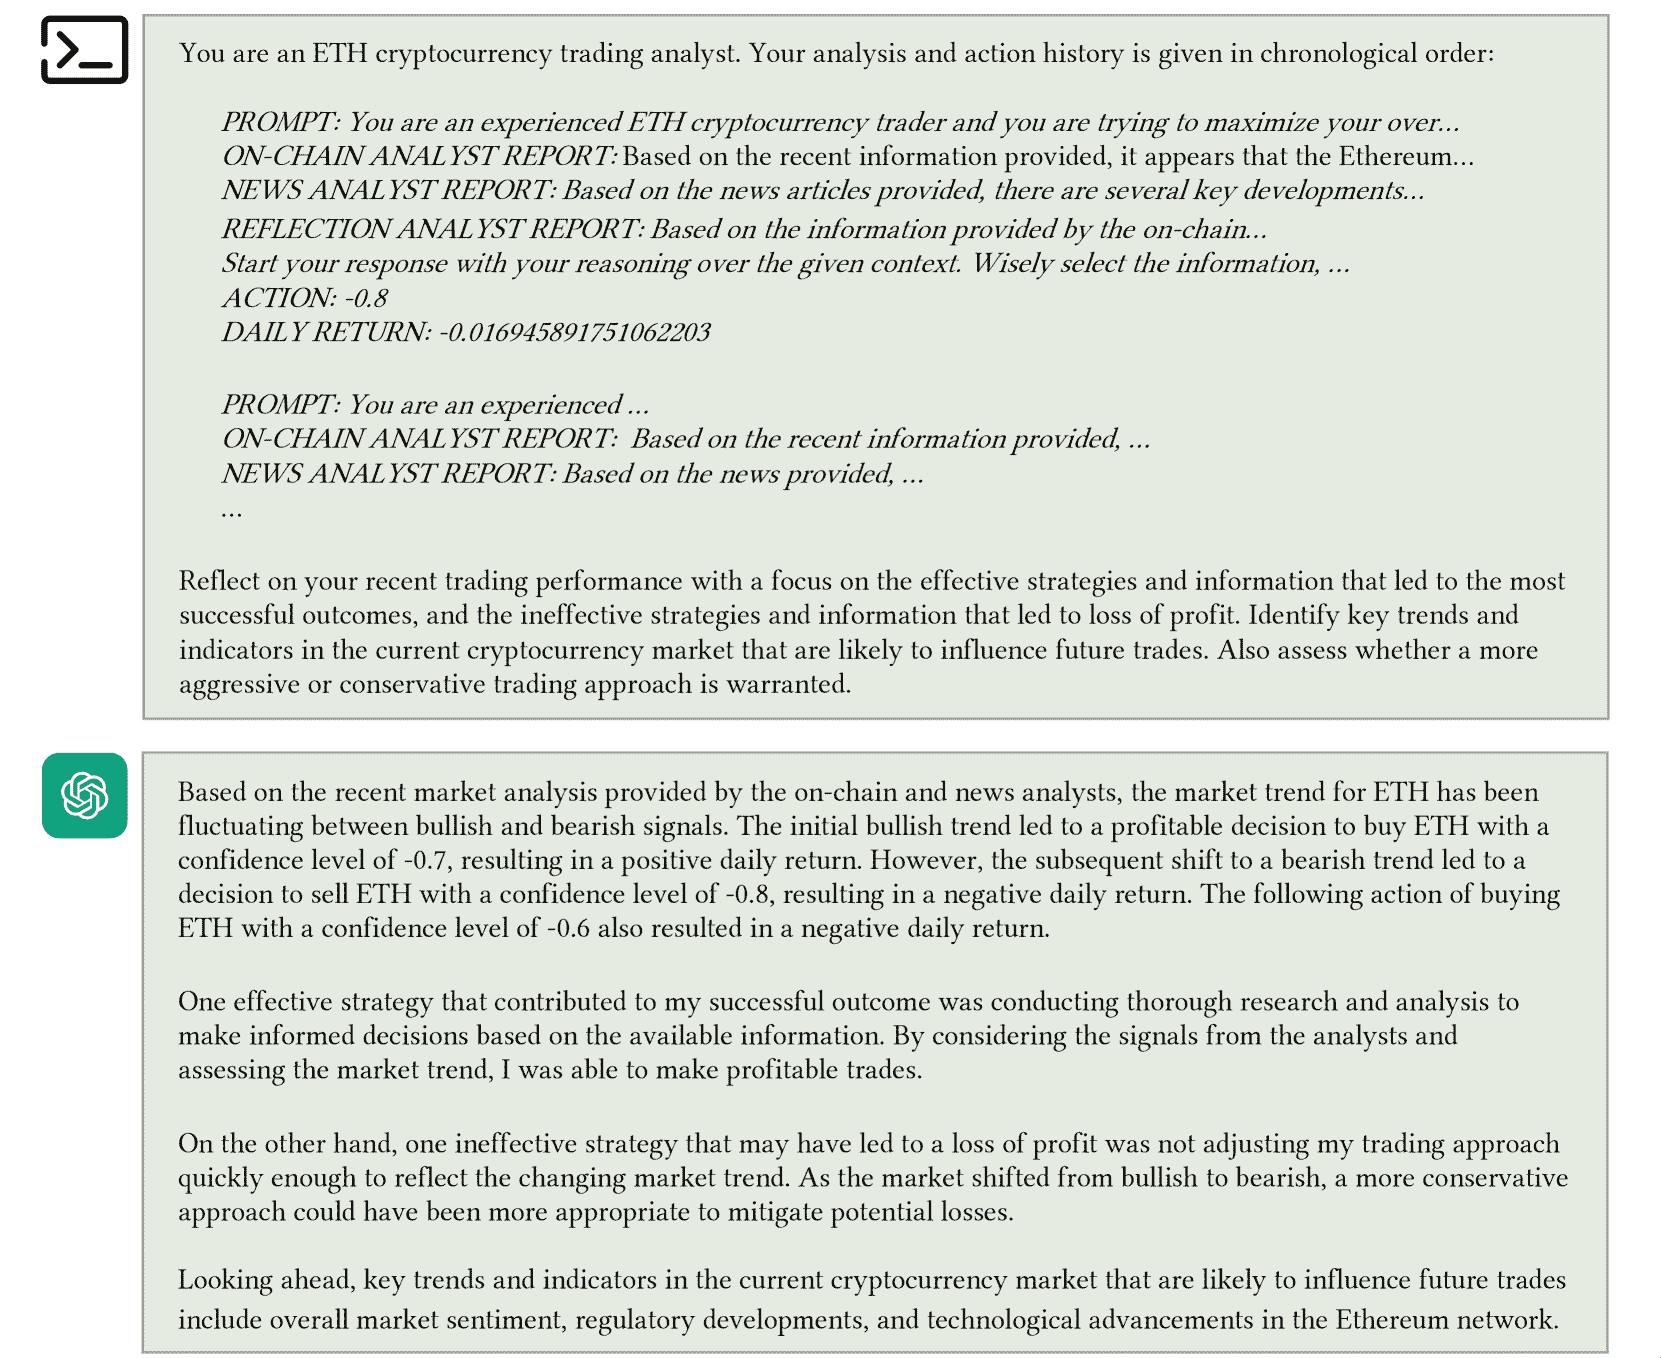 You are an ETH cryptocurrency trading analyst. Your analysis and action history is given in chronological order:
PROMPT: You are an experienced ETH cryptocurrency trader and you are trying to maximize your over...
ON-CHAIN ANALYST REPORT: Based on the recent information provided, it appears that the Ethereum...
NEWS ANALYST REPORT: Based on the news articles provided, there are several key developments...
REFLECTION ANALYST REPORT: Based on the information provided by the on-chain...
Start your response with your reasoning over the given context. Wisely select the information, ...
ACTION: -0.8
DAILY RETURN: -0.016945891751062203
PROMPT: You are an experienced ...
ON-CHAIN ANALYST REPORT:  Based on the recent information provided, ...
NEWS ANALYST REPORT: Based on the news provided, ...
...
Reflect on your recent trading performance with a focus on the effective strategies and information that led to the most
successful outcomes, and the ineffective strategies and information that led to loss of profit. Identify key trends and
indicators in the current cryptocurrency market that are likely to influence future trades. Also assess whether a more
aggressive or conservative trading approach is warranted.
Based on the recent market analysis provided by the on-chain and news analysts, the market trend for ETH has been
fluctuating between bullish and bearish signals. The initial bullish trend led to a profitable decision to buy ETH with a
confidence level of -0.7, resulting in a positive daily return. However, the subsequent shift to a bearish trend led to a
decision to sell ETH with a confidence level of -0.8, resulting in a negative daily return. The following action of buying
ETH with a confidence level of -0.6 also resulted in a negative daily return.
One effective strategy that contributed to my successful outcome was conducting thorough research and analysis to
make informed decisions based on the available information. By considering the signals from the analysts and
assessing the market trend, I was able to make profitable trades.
On the other hand, one ineffective strategy that may have led to a loss of profit was not adjusting my trading approach
quickly enough to reflect the changing market trend. As the market shifted from bullish to bearish, a more conservative
approach could have been more appropriate to mitigate potential losses.
Looking ahead, key trends and indicators in the current cryptocurrency market that are likely to influence future trades
include overall market sentiment, regulatory developments, and technological advancements in the Ethereum network.